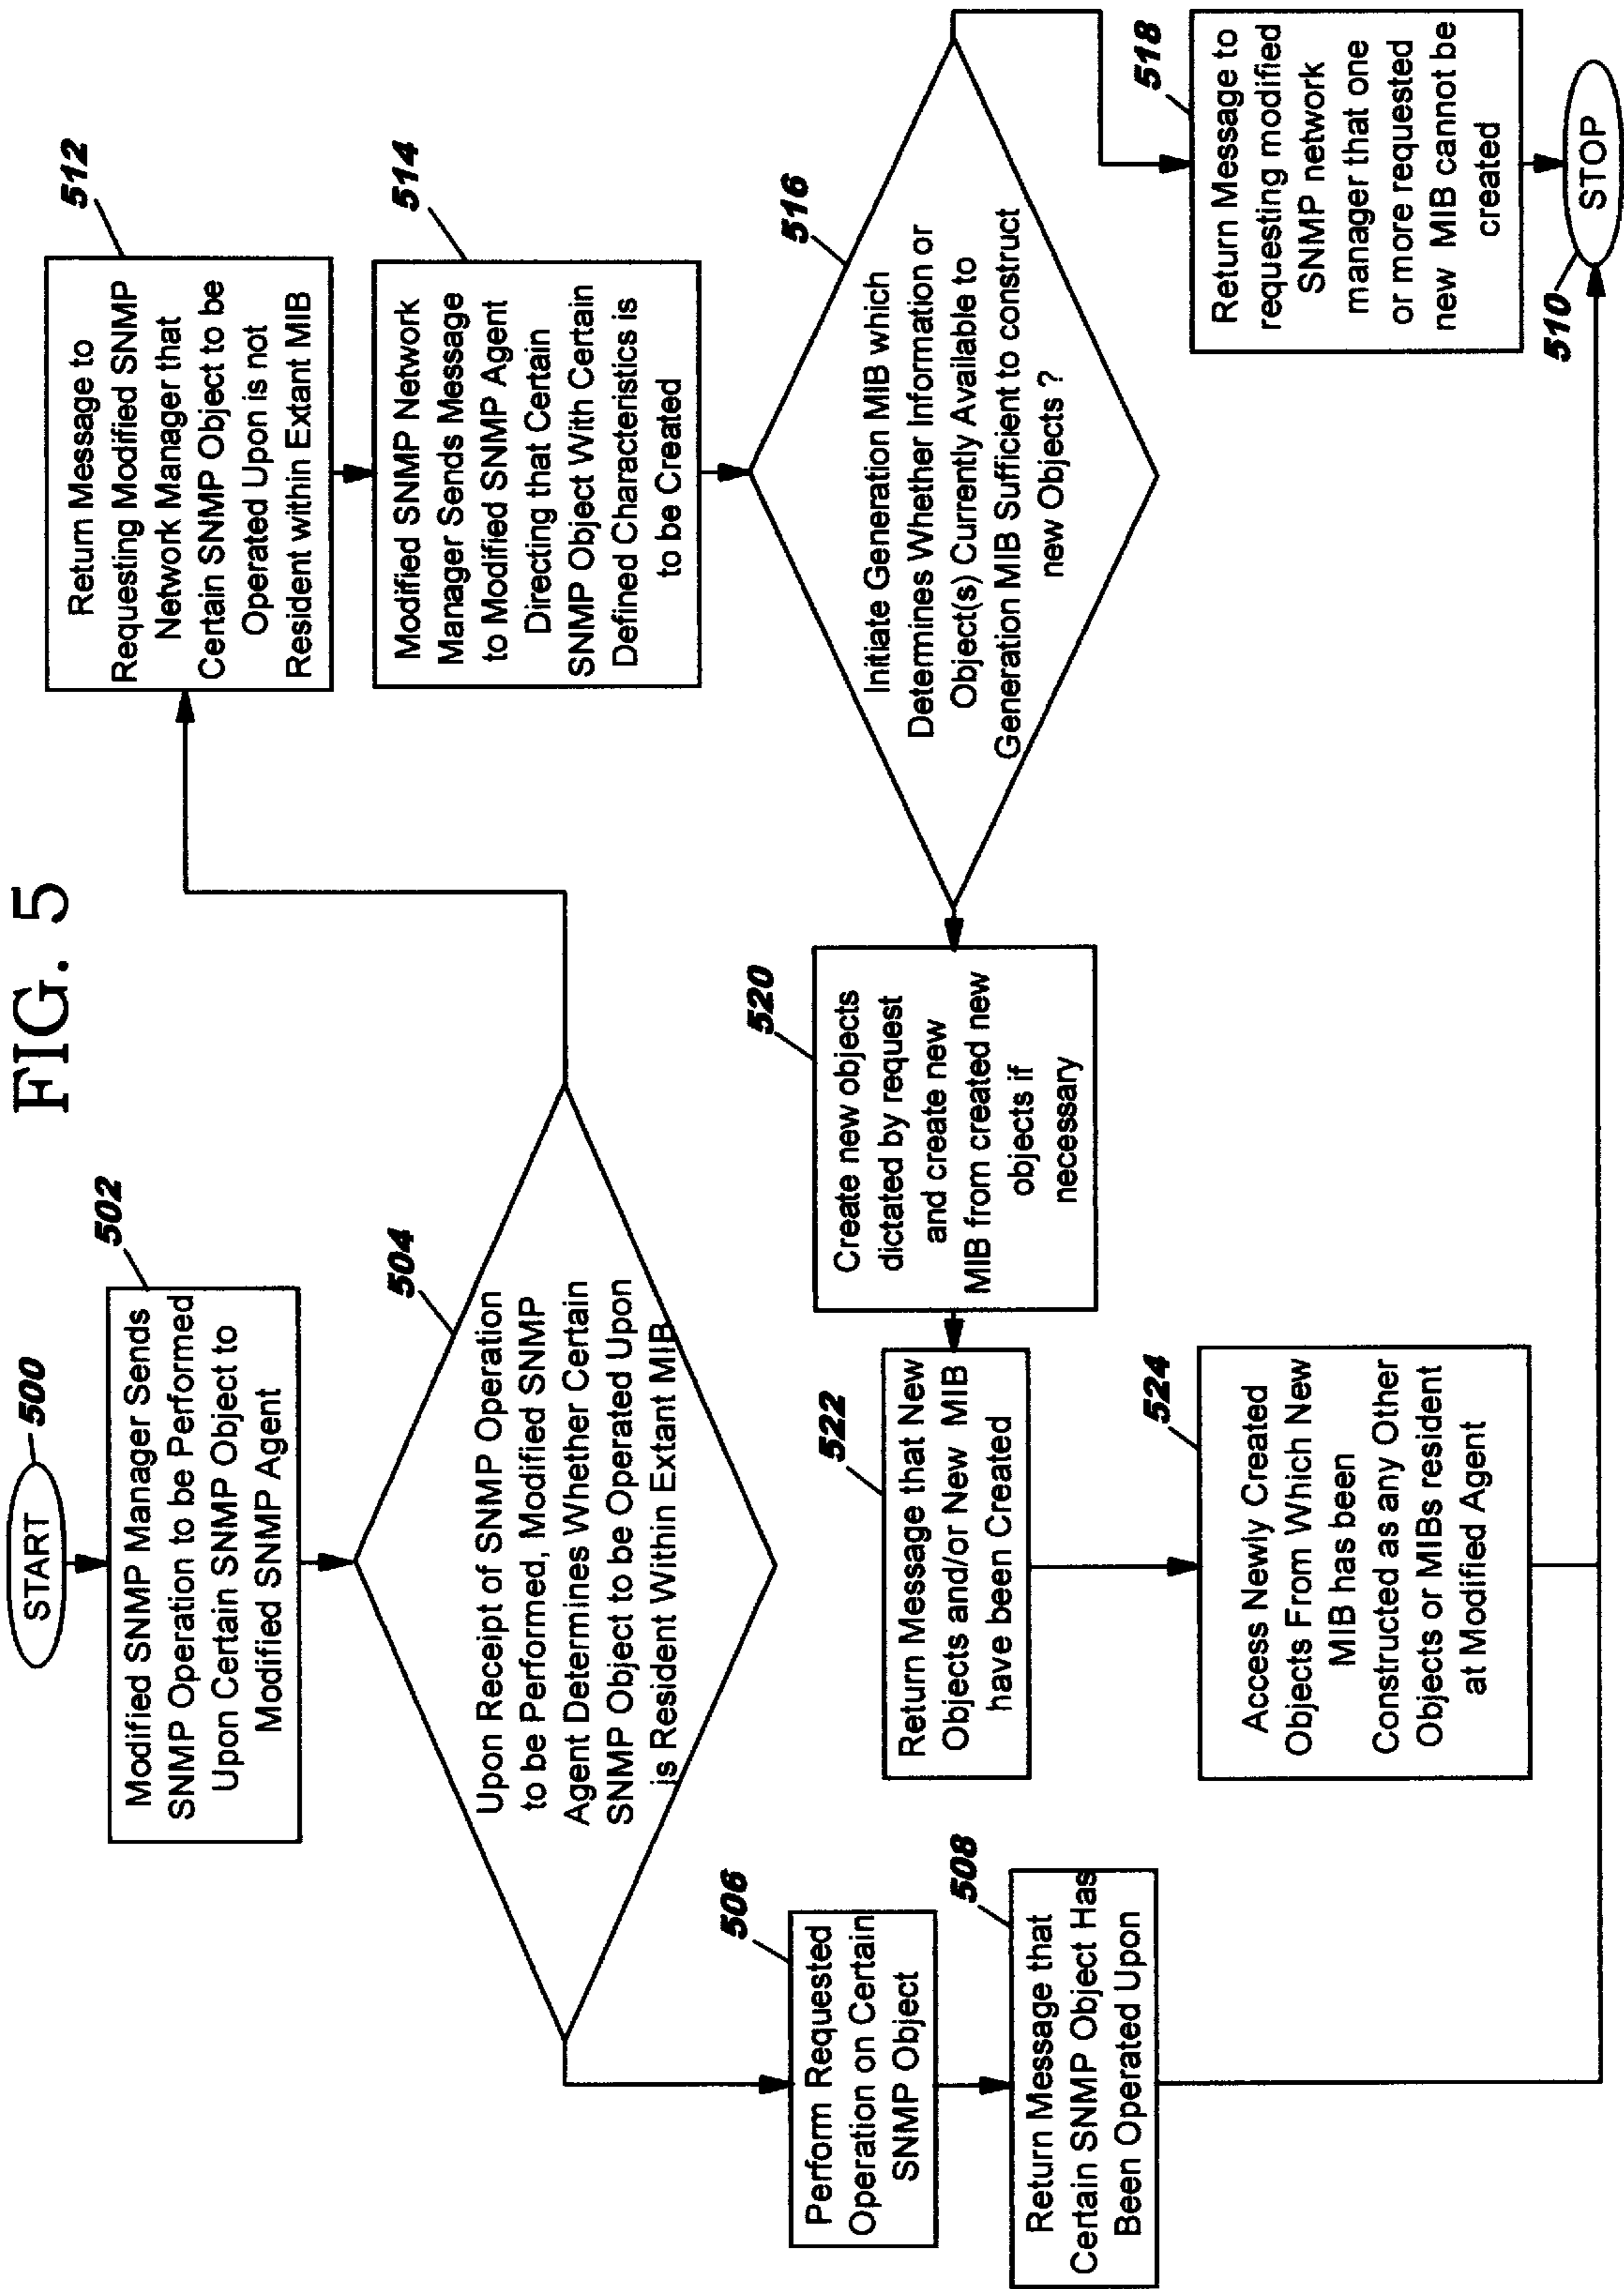 FIG. 5
START
500
502
Modified SNMP Manager Sends
SNMP Operation to be Performed
Upon Certain SNMP Object to
Modified SNMP Agent
504
Upon Receipt of SNMP Operation
to be Performed, Modified SNMP
Agent Determines Whether Certain
SNMP Object to be Operated Upon
is Resident Within Extant MIB
506
Perform Requested
Operation on Certain
SNMP Object
508
Return Message that
Certain SNMP Object Has
Been Operated Upon
512
Return Message to
Requesting Modified SNMP
Network Manager that
Certain SNMP Object to be
Operated Upon is not
Resident within Extant MIB
514
Modified SNMP Network
Manager Sends Message
to Modified SNMP Agent
Directing that Certain
SNMP Object With Certain
Defined Characteristics is
to be Created
516
Initiate Generation MIB which
Determines Whether Information or
Object(s) Currently Available to
Generation MIB Sufficient to construct
new Objects ?
520
Create new objects
dictated by request
and create new
MIB from created new
objects if
necessary
522
Return Message that New
Objects and/or New MIB
have been Created
524
Access Newly Created
Objects From Which New
MIB has been
Constructed as any Other
Objects or MIBs resident
at Modified Agent
518
Return Message to
requesting modified
SNMP network
manager that one
or more requested
new MIB cannot be
created
510
STOP